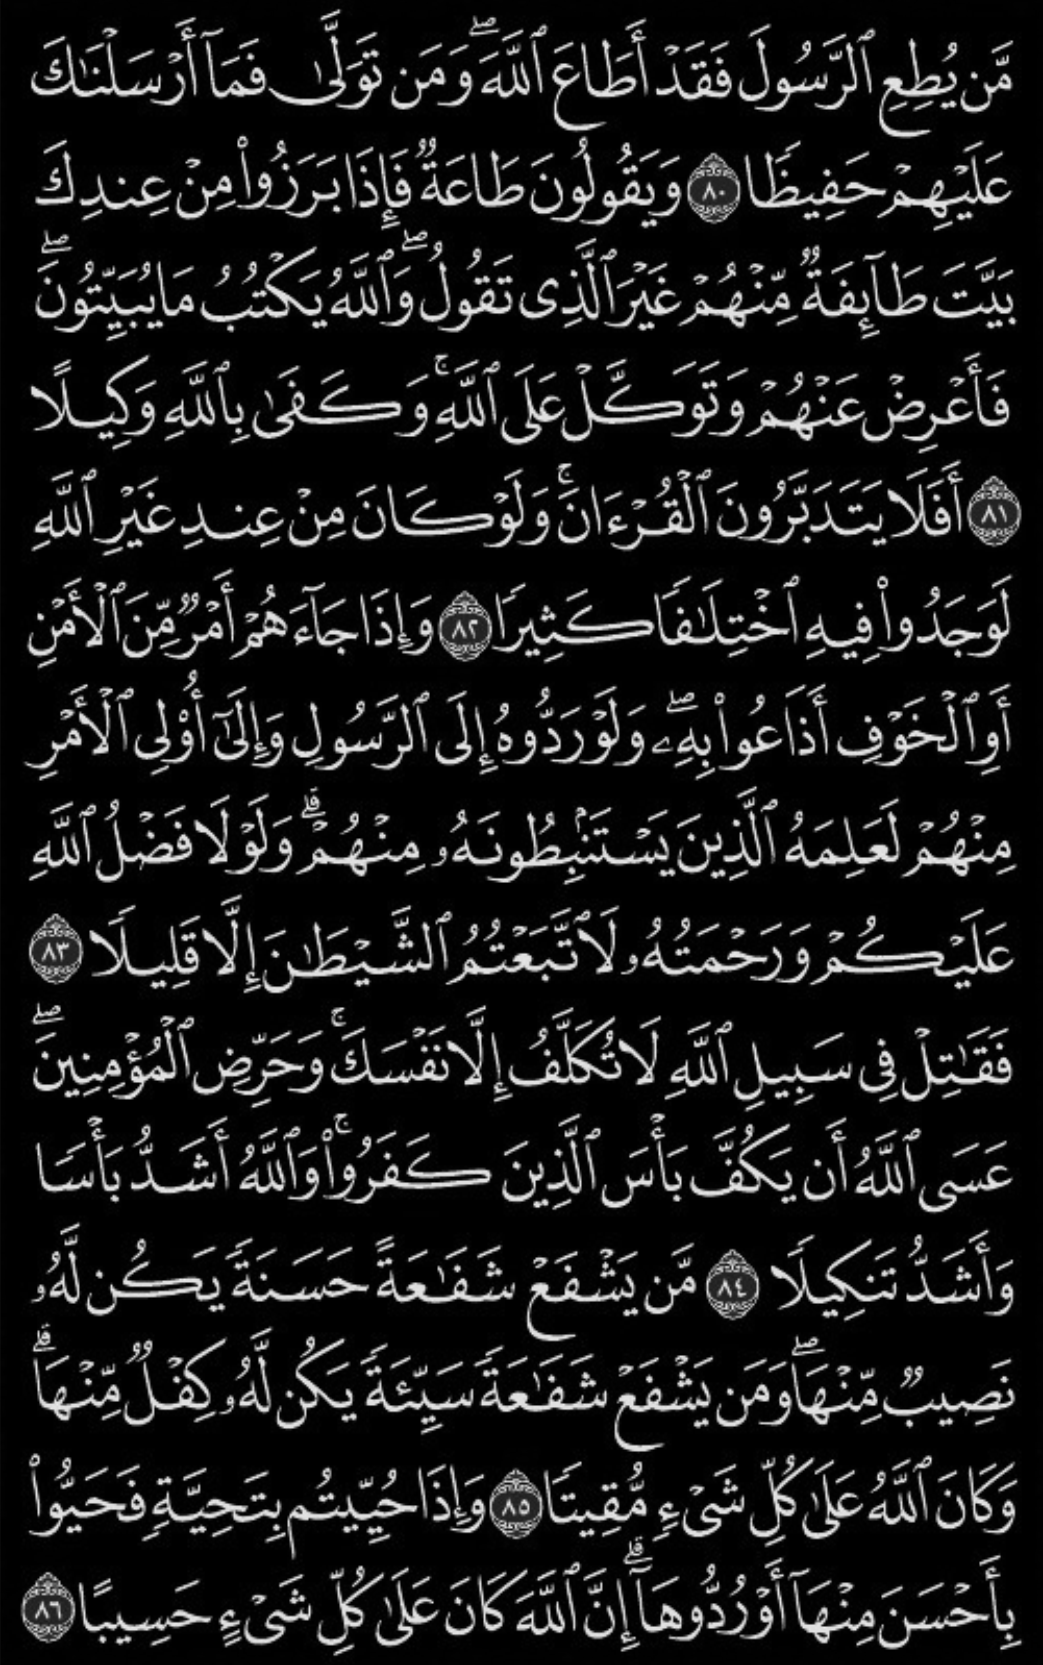 مَّن يُطِعِ ٱلرَّسُولَ فَقَدۡ أَطَاعَ ٱللَّهَۖ وَمَن تَوَلَّىٰ فَمَآ أَرۡسَلۡنَٰكَ
عَلَيۡهِمۡ حَفِيظٗا ٨٠ وَيَقُولُونَ طَاعَةٞ فَإِذَا بَرَزُواْ مِنۡ عِندِكَ
بَيَّتَ طَآئِفَةٞ مِّنۡهُمۡ غَيۡرَ ٱلَّذِي تَقُولُۖ وَٱللَّهُ يَكۡتُبُ مَا يُبَيِّتُونَۖ
فَأَعۡرِضۡ عَنۡهُمۡ وَتَوَكَّلۡ عَلَى ٱللَّهِۚ وَكَفَىٰ بِٱللَّهِ وَكِيلًا
٨١ أَفَلَا يَتَدَبَّرُونَ ٱلۡقُرۡءَانَۚ وَلَوۡ كَانَ مِنۡ عِندِ غَيۡرِ ٱللَّهِ
لَوَجَدُواْ فِيهِ ٱخۡتِلَٰفٗا كَثِيرٗا ٨٢ وَإِذَا جَآءَهُمۡ أَمۡرٞ مِّنَ ٱلۡأَمۡنِ
أَوِ ٱلۡخَوۡفِ أَذَاعُواْ بِهِۦۖ وَلَوۡ رَدُّوهُ إِلَى ٱلرَّسُولِ وَإِلَىٰٓ أُوْلِي ٱلۡأَمۡرِ
مِنۡهُمۡ لَعَلِمَهُ ٱلَّذِينَ يَسۡتَنۢبِطُونَهُۥ مِنۡهُمۡۗ وَلَوۡلَا فَضۡلُ ٱللَّهِ
عَلَيۡكُمۡ وَرَحۡمَتُهُۥ لَٱتَّبَعۡتُمُ ٱلشَّيۡطَٰنَ إِلَّا قَلِيلٗا ٨٣
فَقَٰتِلۡ فِي سَبِيلِ ٱللَّهِ لَا تُكَلَّفُ إِلَّا نَفۡسَكَۚ وَحَرِّضِ ٱلۡمُؤۡمِنِينَۖ
عَسَى ٱللَّهُ أَن يَكُفَّ بَأۡسَ ٱلَّذِينَ كَفَرُواْۚ وَٱللَّهُ أَشَدُّ بَأۡسٗا
وَأَشَدُّ تَنكِيلٗا ٨٤ مَّن يَشۡفَعۡ شَفَٰعَةً حَسَنَةٗ يَكُن لَّهُۥ
نَصِيبٞ مِّنۡهَاۖ وَمَن يَشۡفَعۡ شَفَٰعَةٗ سَيِّئَةٗ يَكُن لَّهُۥ كِفۡلٞ مِّنۡهَاۗ
وَكَانَ ٱللَّهُ عَلَىٰ كُلِّ شَيۡءٖ مُّقِيتٗا ٨٥ وَإِذَا حُيِّيتُم بِتَحِيَّةٖ فَحَيُّواْ
بِأَحۡسَنَ مِنۡهَآ أَوۡ رُدُّوهَآۗ إِنَّ ٱللَّهَ كَانَ عَلَىٰ كُلِّ شَيۡءٍ حَسِيبًا ٨٦